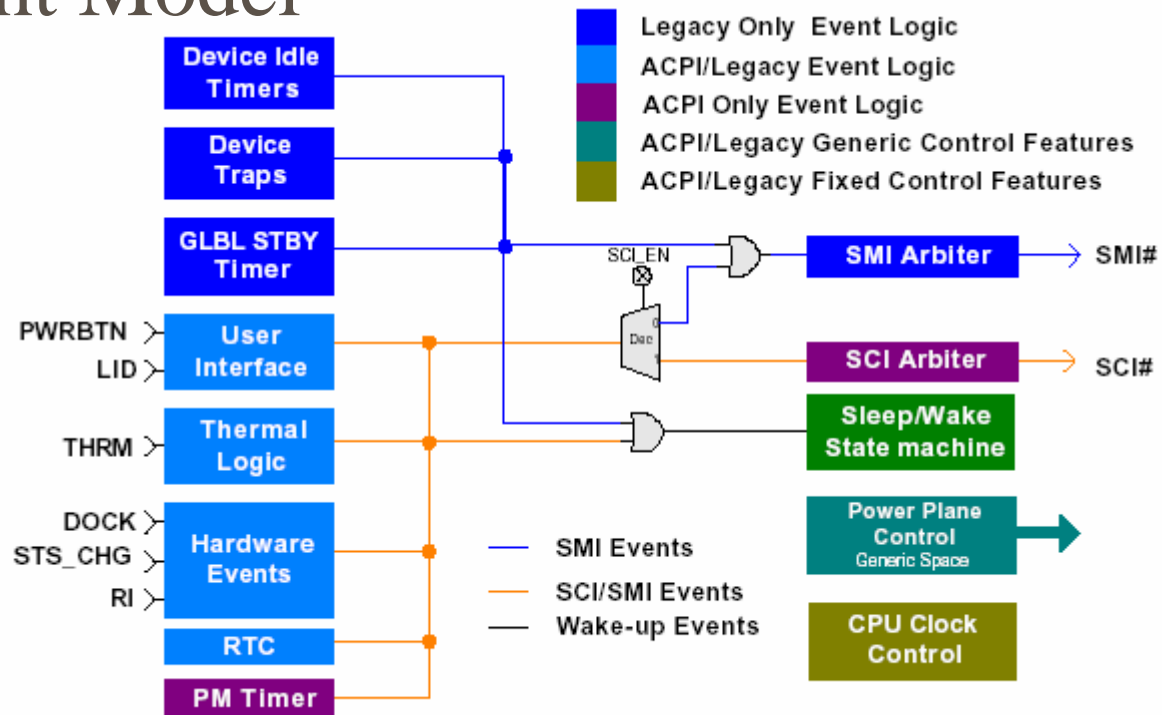 nt Model
Device Idle
Timers
Device
Traps
GLBL STBY
Timer
PWRBTN
LID
User
Interface
THRM
Thermal
Logic
DOCK
STS_CHG
RI
Hardware
Events
RTC
PM Timer
Legacy Only Event Logic
ACPI/Legacy Event Logic
ACPI Only Event Logic
ACPI/Legacy Generic Control Features
ACPI/Legacy Fixed Control Features
SCI_EN
0
Dec
1
SMI Arbiter
SMI#
SCI Arbiter
SCI#
Sleep/Wake
State machine
Power Plane
Control
Generic Space
CPU Clock
Control
SMI Events
SCI/SMI Events
Wake-up Events